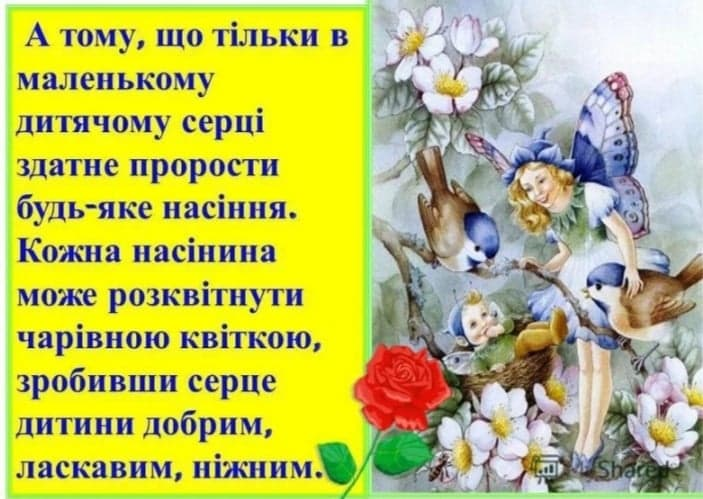 А тому, що тільки в
маленькому
дитячому серці
здатне прорости
будь-яке насіння.
Кожна насінина
може розквітнути
чарівною квіткою,
зробивши серце
дитини добрим,
ласкавим, ніжним.